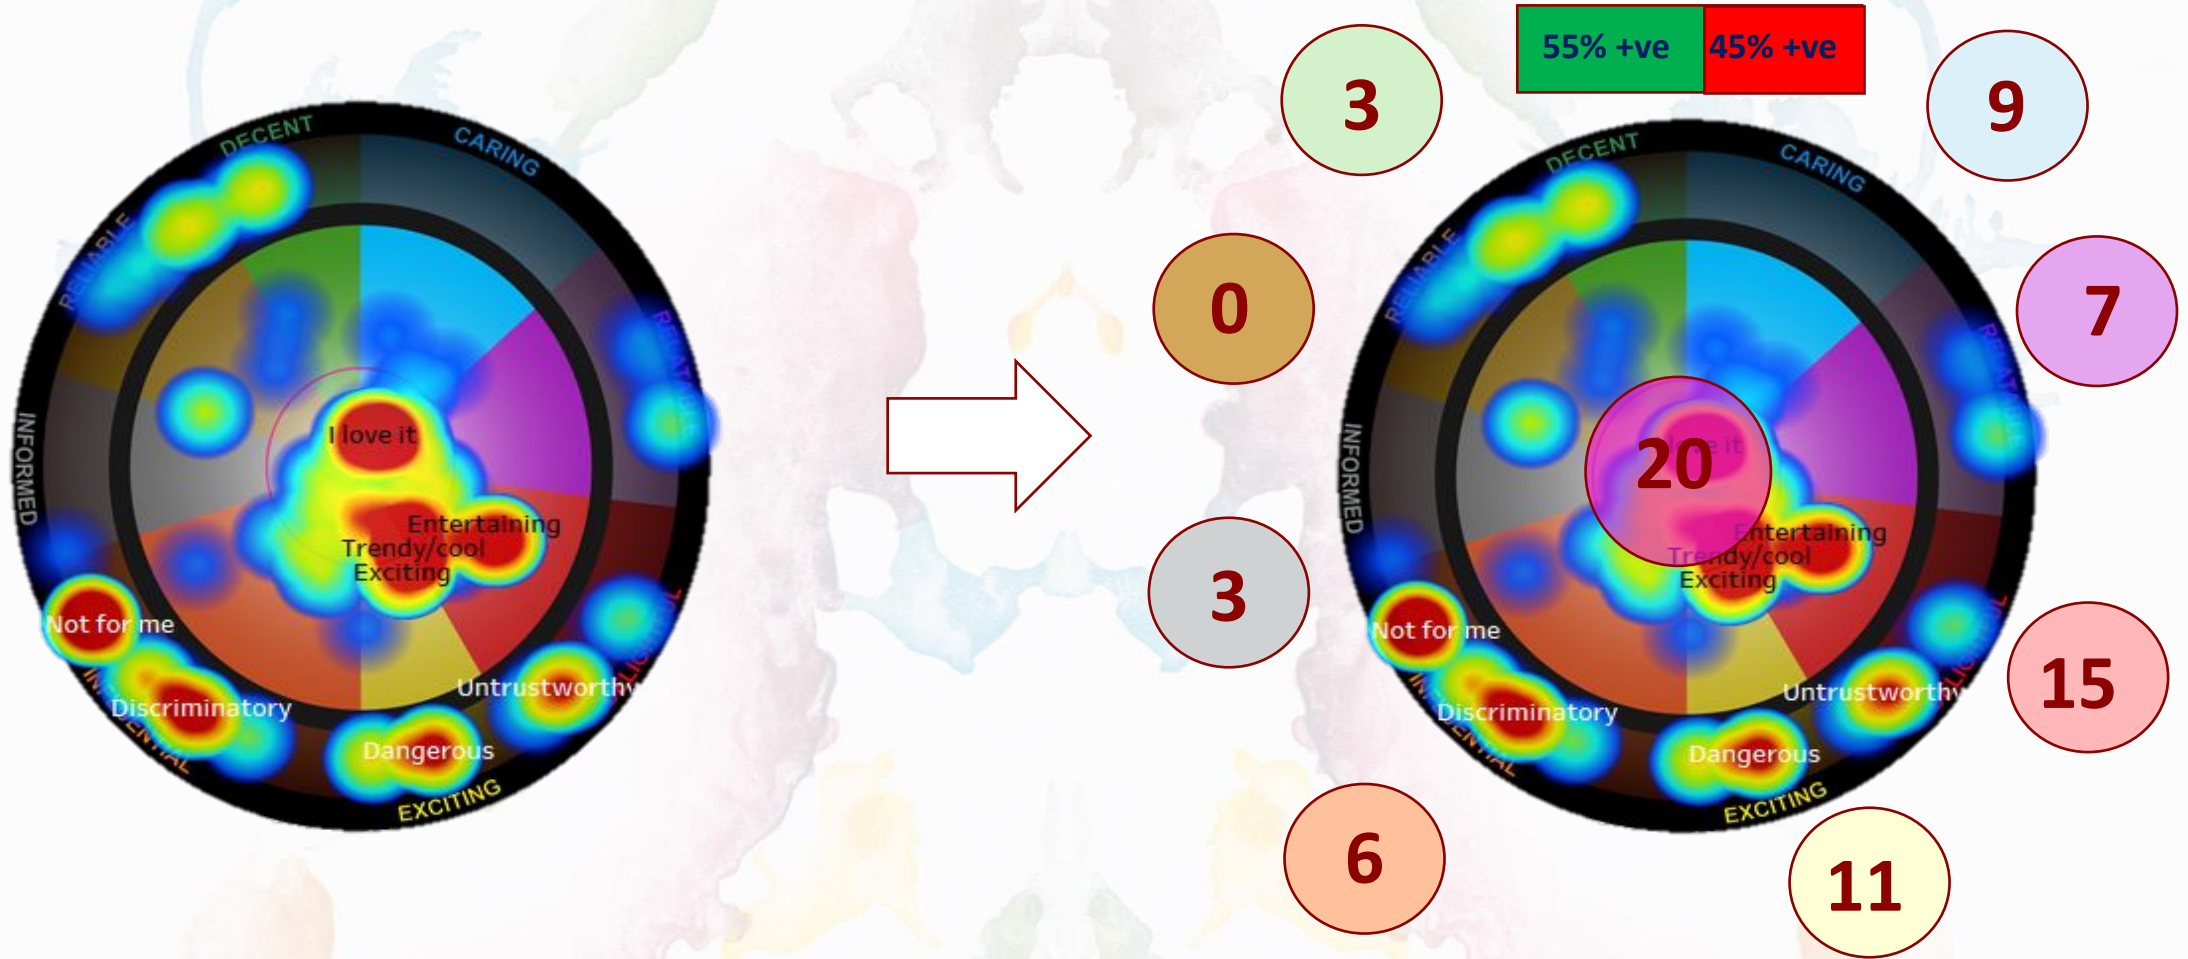 DECENT
CARING
RELIABLE
INFORMED
I love it
Entertaining
Trendy/cool
Exciting
Not for me
Discriminatory
Untrustworthy
Dangerous
EXCITING
55% +ve
45% +ve
3
9
DECENT
CARING
RELIABLE
0
7
INFORMED
20
Entertaining
Trendy/cool
Exciting
3
Not for me
Discriminatory
Untrustworthy
15
Dangerous
EXCITING
6
11